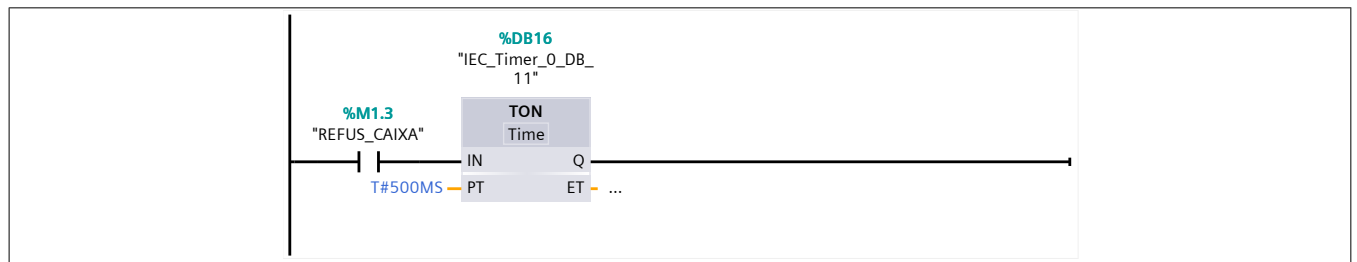 %DB16
"IEC_Timer_0_DB_
11"
%M1.3
"REFUS_CAIXA"
TON
Time
IN Q
T#500MS PT ET ...